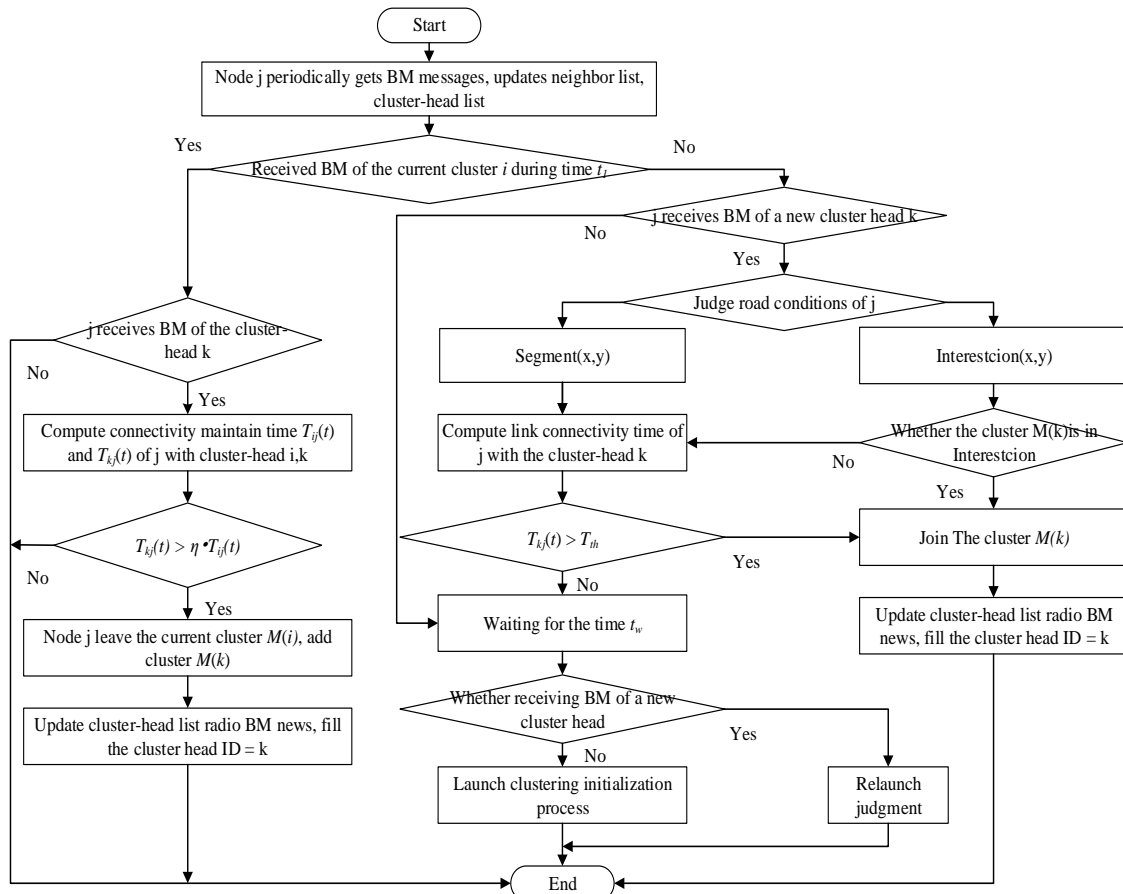 Start
Node j periodically gets BM messages, updates neighbor list,
cluster-head list
Yes
No
Received BM of the current cluster i during time t1
j receives BM of a new cluster head k
No
Yes
Judge road conditions of j
j receives BM of the cluster-
head k
No
Yes
Segment(x,y)
Interestcion(x,y)
Compute connectivity maintain time Tij(t)
and Tkj(t) of j with cluster-head i,k
Compute link connectivity time of
j with the cluster-head k
Whether the cluster M(k)is in
Interestcion
No
Yes
Tkj(t) > η•Tij(t)
No
Yes
Tkj(t) > Tth
Yes
No
Join The cluster M(k)
Node j leave the current cluster M(i), add
cluster M(k)
Waiting for the time tw
Update cluster-head list radio BM
news, fill the cluster head ID = k
Update cluster-head list radio BM news, fill
the cluster head ID = k
Whether receiving BM of a new
cluster head
Yes
No
Launch clustering initialization
process
Relaunch
judgment
End